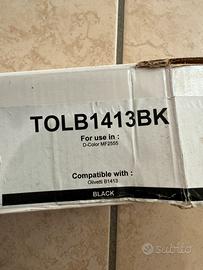 TOLB1413BK
For use in :
D-Color MF2555
Compatible with :
Olivetti B1413
BLACK
subito